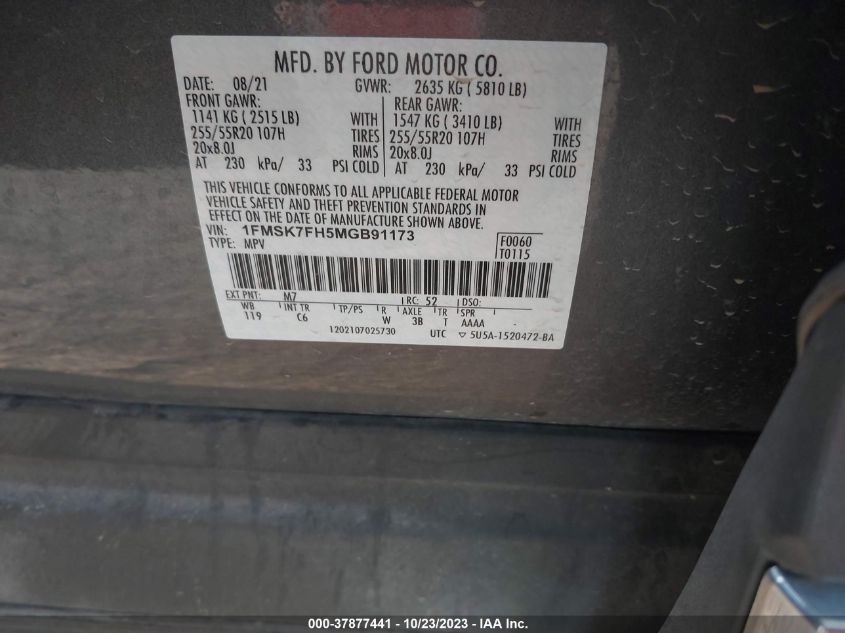 MFD. BY FORD MOTOR CO.
DATE: 08/21 GVWR: 2635 KG ( 5810 LB)
FRONT GAWR: REAR GAWR:
1141 KG ( 2515 LB) WITH 1547 KG ( 3410 LB) WITH
255/55R20 107H TIRES 255/55R20 107H TIRES
20x8.0J RIMS 20x8.0J RIMS
AT 230 kPa/ 33 PSI COLD AT 230 kPa/ 33 PSI COLD
THIS VEHICLE CONFORMS TO ALL APPLICABLE FEDERAL MOTOR
VEHICLE SAFETY AND THEFT PREVENTION STANDARDS IN
EFFECT ON THE DATE OF MANUFACTURE SHOWN ABOVE.
VIN: 1FMSK7FH5MGB91173 F0060
TYPE: MPV T0115
EXT PNT: M7 RC: 52 DSO:
WB INT TR TP/PS R AXLE TR SPR
119 C6 W 3B T AAAA .
1202107025730 UTC ▽ 5U5A-1520472-BA
000-37877441 - 10/23/2023 - IAA Inc.